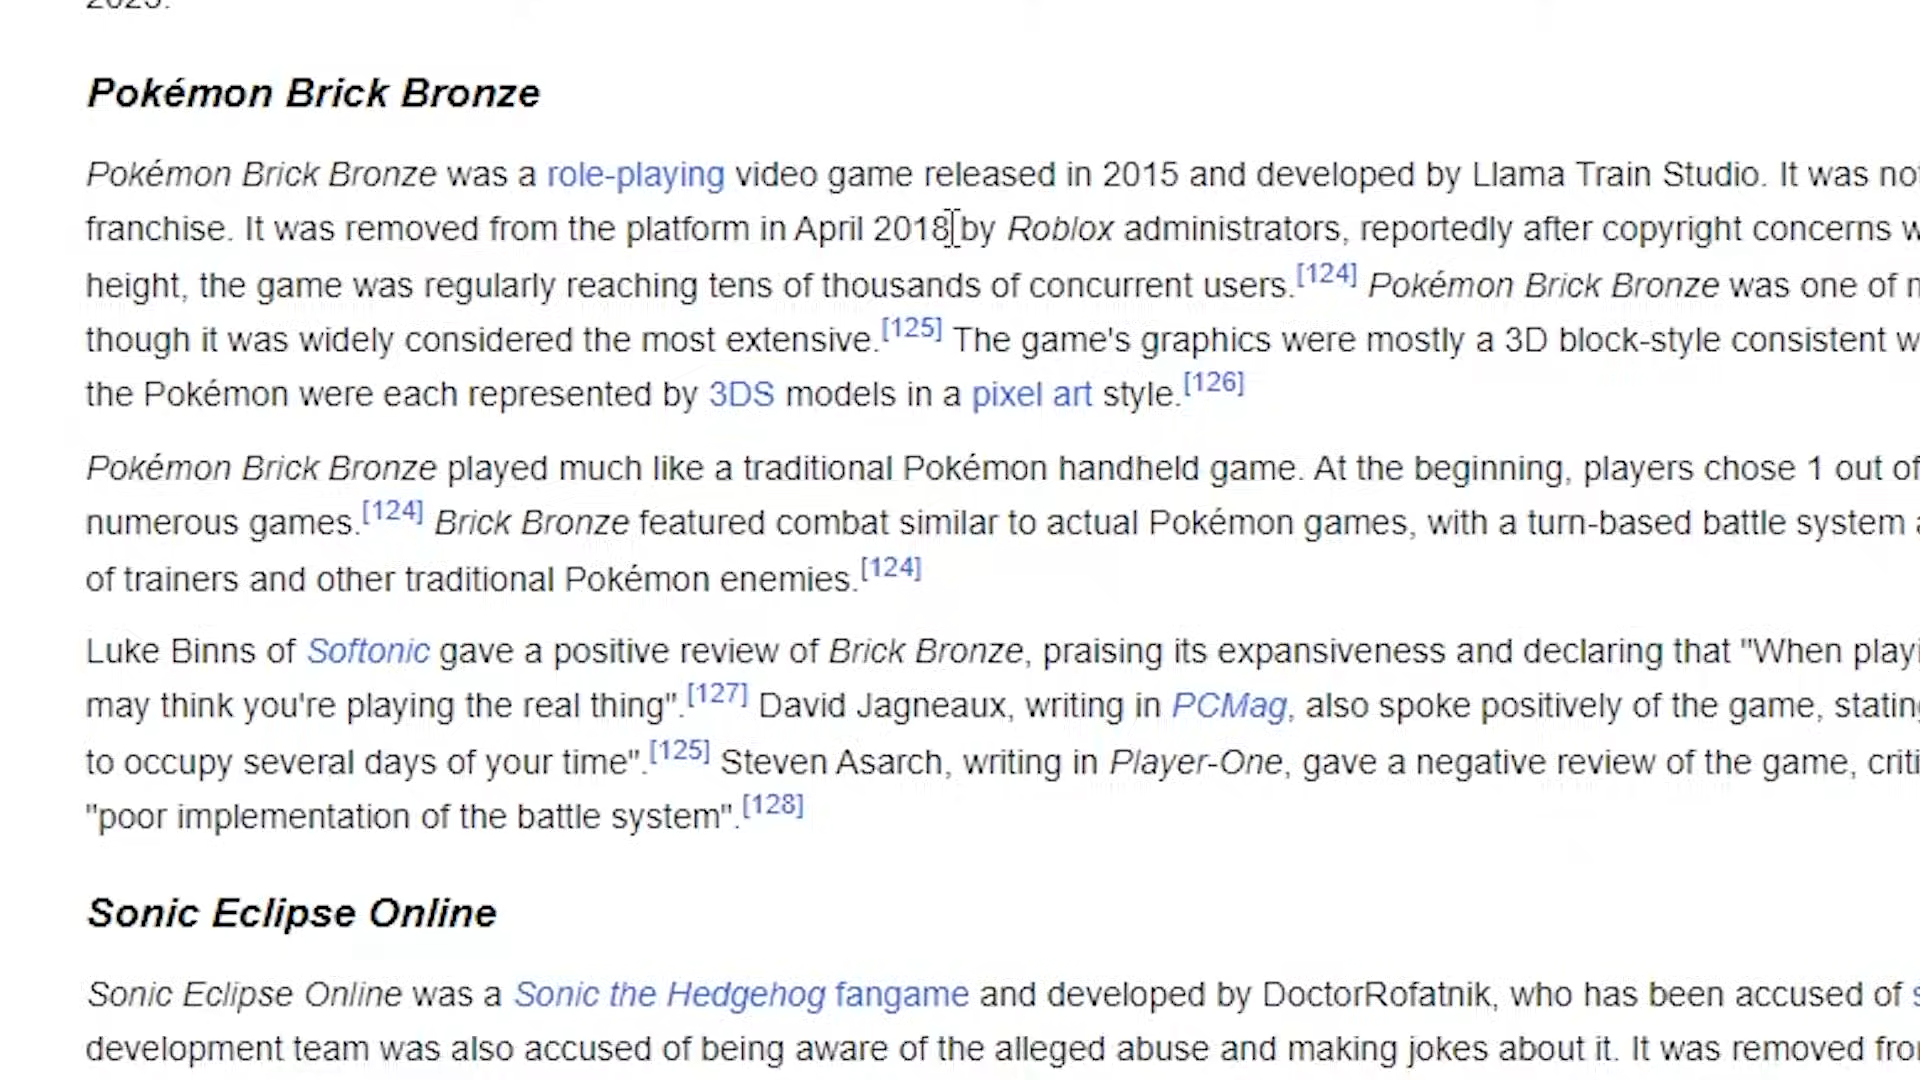 Pokémon Brick Bronze
Pokémon Brick Bronze was a role-playing video game released in 2015 and developed by Llama Train Studio. It was
franchise. It was removed from the platform in April 2018 by Roblox administrators, reportedly after copyright concerns
height, the game was regularly reaching tens of thousands of concurrent users.[124] Pokémon Brick Bronze was one of
though it was widely considered the most extensive.[125] The game's graphics were mostly a 3D block-style consistent
the Pokémon were each represented by 3DS models in a pixel art style.[126]
Pokémon Brick Bronze played much like a traditional Pokémon handheld game. At the beginning, players chose 1 out of
numerous games.[124] Brick Bronze featured combat similar to actual Pokémon games, with a turn-based battle system
of trainers and other traditional Pokémon enemies.[124]
Luke Binns of Softonic gave a positive review of Brick Bronze, praising its expansiveness and declaring that "When
may think you're playing the real thing".[127] David Jagneaux, writing in PCMag, also spoke positively of the game,
to occupy several days of your time".[125] Steven Asarch, writing in Player-One, gave a negative review of the game,
"poor implementation of the battle system".[128]
Sonic Eclipse Online
Sonic Eclipse Online was a Sonic the Hedgehog fangame and developed by DoctorRofatnik, who has been accused of
development team was also accused of being aware of the alleged abuse and making jokes about it. It was removed